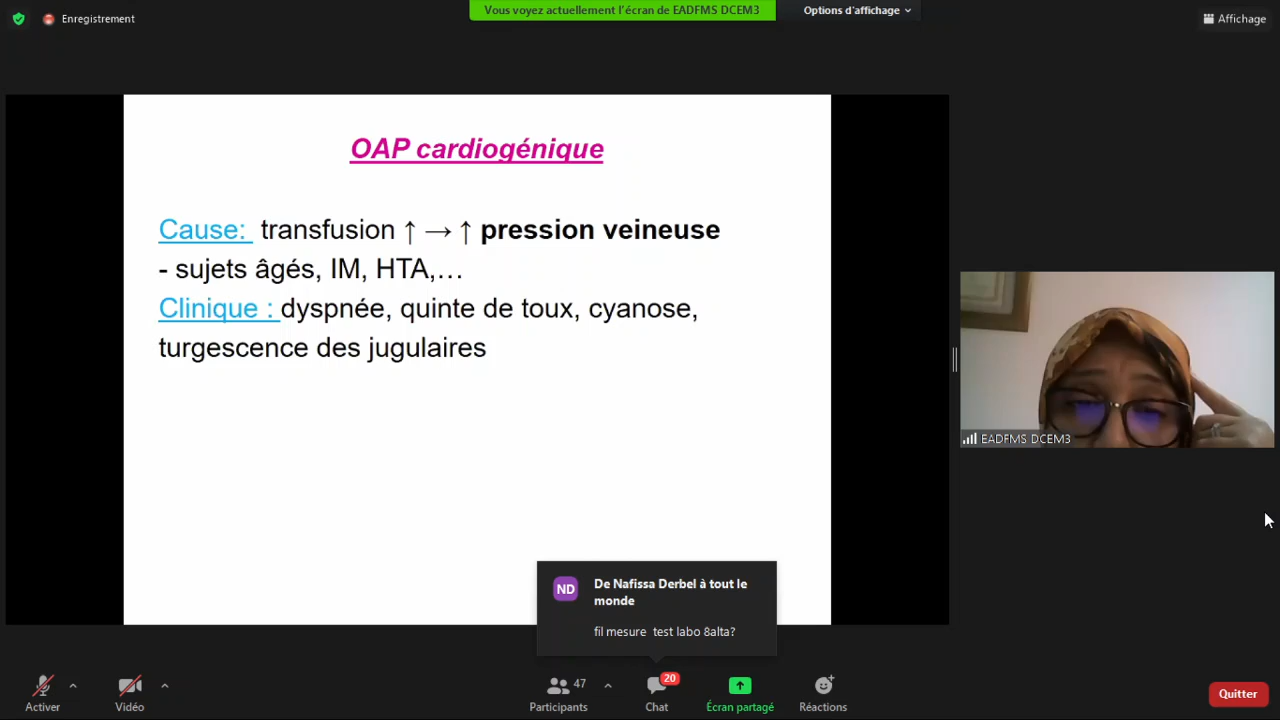 Enregistrement
Vous voyez actuellement l'écran de EADFMS DCEM3
Options d'affichage
Affichage
OAP cardiogénique
Cause: transfusion ↑ → ↑ pression veineuse
- sujets âgés, IM, HTA,…
Clinique : dyspnée, quinte de toux, cyanose,
turgescence des jugulaires
EADFMS DCEM3
ND
De Nafissa Derbel à tout le
monde
fil mesure test labo 8alta?
Activer
Vidéo
47
Participants
20
Chat
Écran partagé
Réactions
Quitter